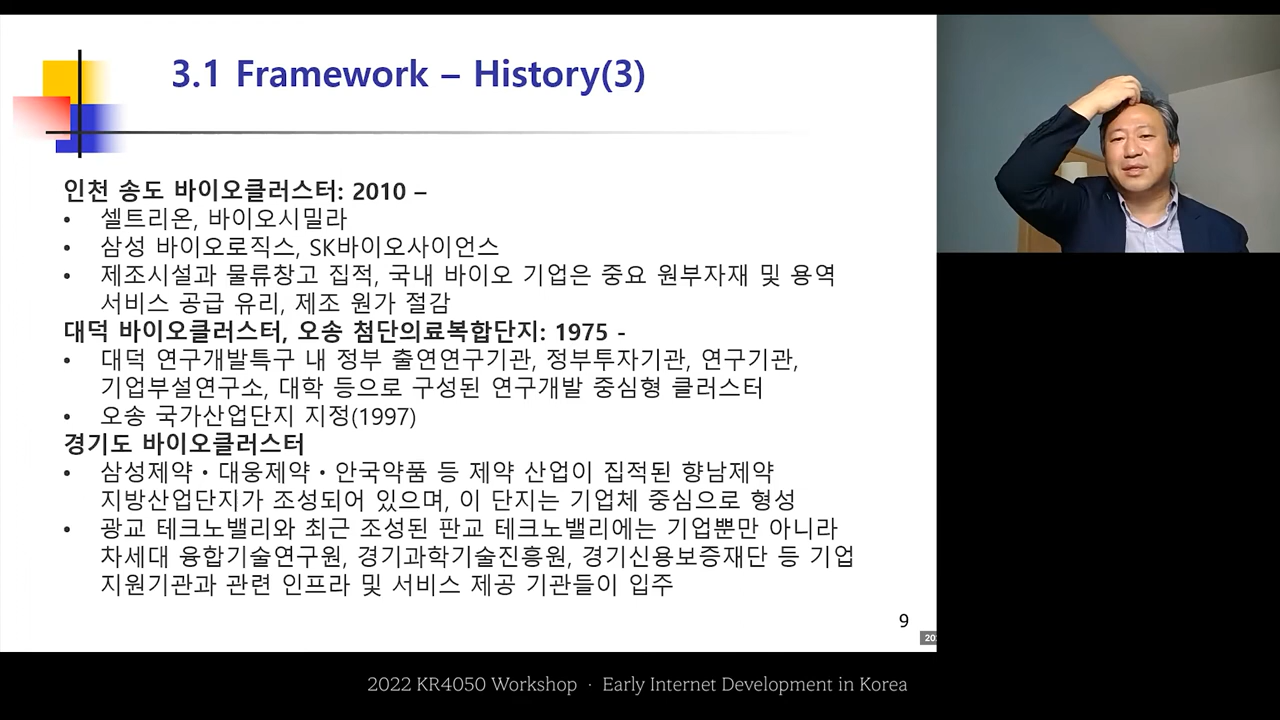 3.1 Framework – History(3)
인천 송도 바이오클러스터: 2010 –
• 셀트리온, 바이오시밀라
• 삼성 바이오로직스, SK바이오사이언스
• 제조시설과 물류창고 집적, 국내 바이오 기업은 중요 원부자재 및 용역
서비스 공급 유리, 제조 원가 절감
대덕 바이오클러스터, 오송 첨단의료복합단지: 1975 -
• 대덕 연구개발특구 내 정부 출연연구기관, 정부투자기관, 연구기관,
기업부설연구소, 대학 등으로 구성된 연구개발 중심형 클러스터
• 오송 국가산업단지 지정(1997)
경기도 바이오클러스터
• 삼성제약・대웅제약・안국약품 등 제약 산업이 집적된 향남제약
지방산업단지가 조성되어 있으며, 이 단지는 기업체 중심으로 형성
• 광교 테크노밸리와 최근 조성된 판교 테크노밸리에는 기업뿐만 아니라
차세대 융합기술연구원, 경기과학기술진흥원, 경기신용보증재단 등 기업
지원기관과 관련 인프라 및 서비스 제공 기관들이 입주
9
2022 KR4050 Workshop · Early Internet Development in Korea